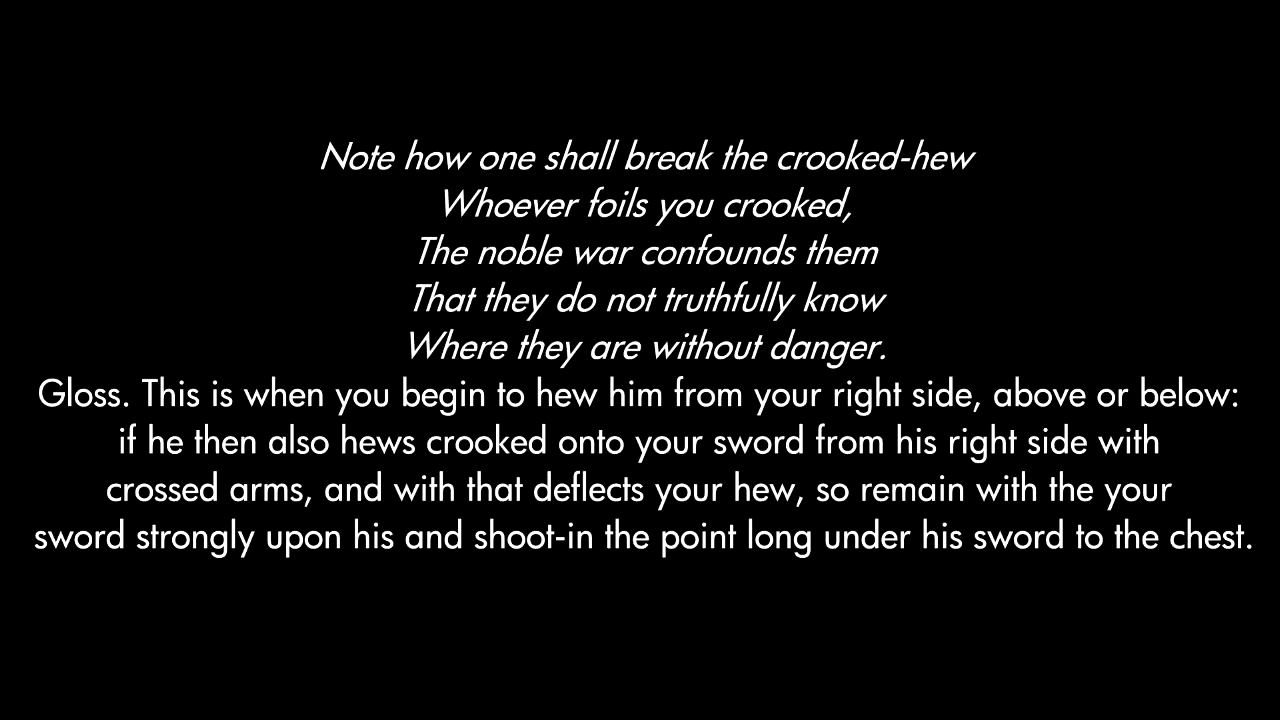 Note how one shall break the crooked-hew
Whoever foils you crooked,
The noble war confounds them
That they do not truthfully know
Where they are without danger.
Gloss. This is when you begin to hew him from your right side, above or below:
if he then also hews crooked onto your sword from his right side with
crossed arms, and with that deflects your hew, so remain with the your
sword strongly upon his and shoot-in the point long under his sword to the chest.